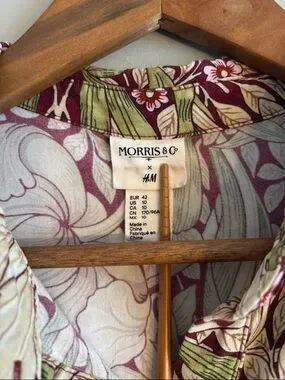 MORRIS & Co
+
x
H&M
EUR 42
US 10
CA 10
CN 170/96A
MX 10
Made in
China
Fabriqué en
Chine